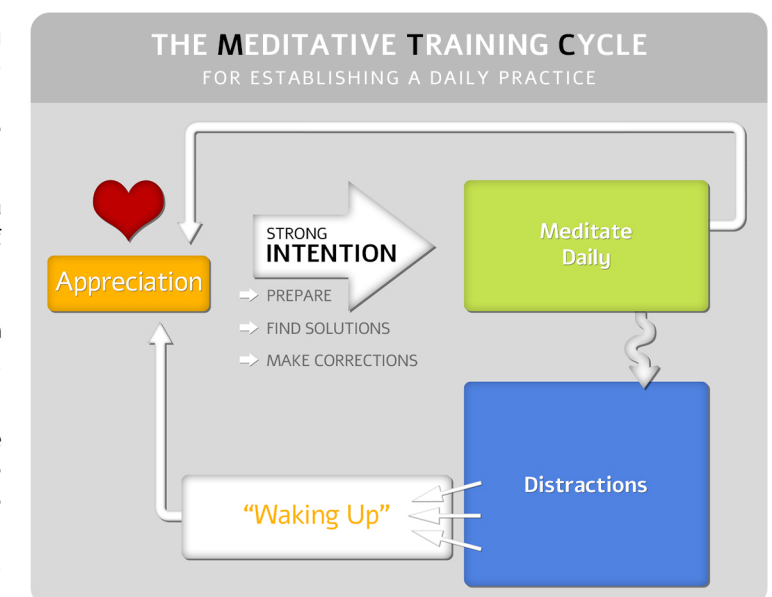 THE MEDITATIVE TRAINING CYCLE
FOR ESTABLISHING A DAILY PRACTICE
STRONG
INTENTION
PREPARE
FIND SOLUTIONS
MAKE CORRECTIONS
Appreciation
Meditate
Daily
Distractions
“Waking Up”